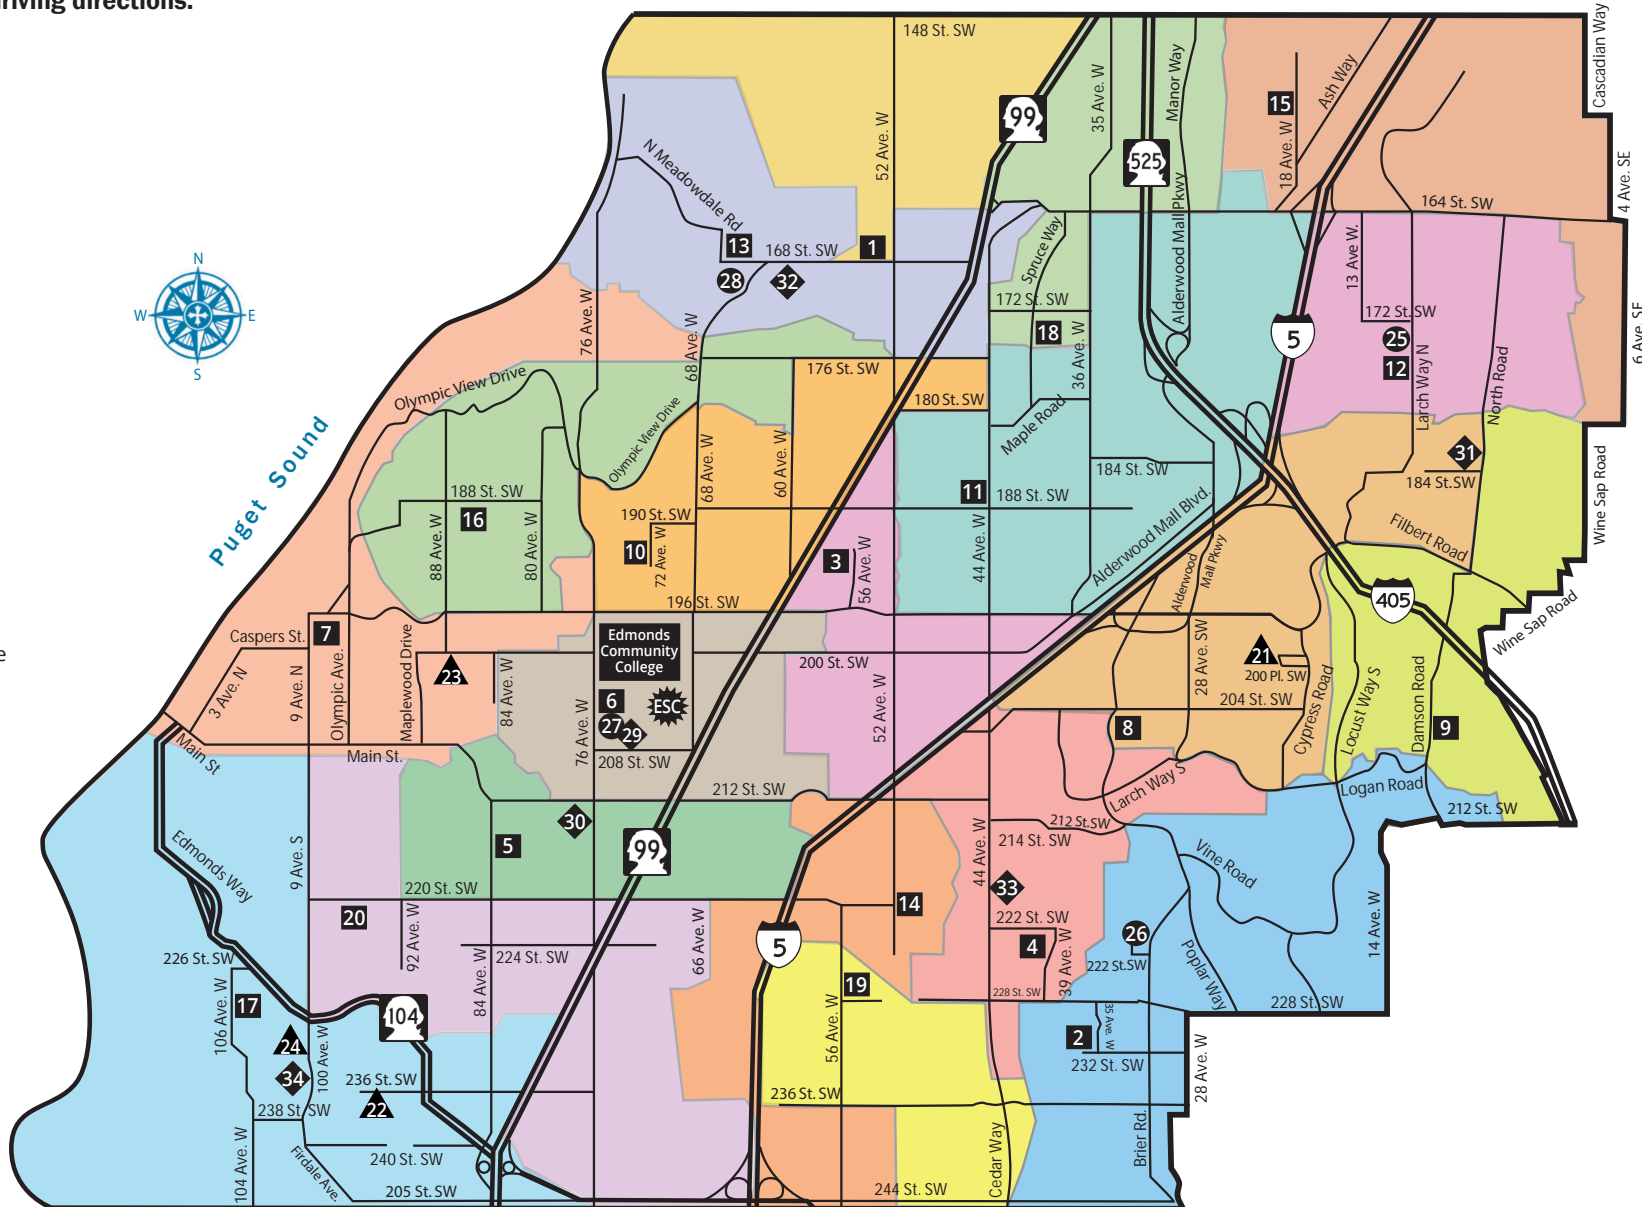 riving directions.
148 St. SW
Cascadian Way
99
35 Ave. W
Manor Way
15
Ash Way
18 Ave. W
525
52 Ave. W
N Meadowdale Rd
4 Ave. SE
164 St. SW
Alderwood Mall Pkwy
13
168 St. SW
1
Spruce Way
13 Ave W.
N
W
E
S
28
32
172 St. SW
172 St. SW
6 Ave. SE
76 Ave. W
68 Ave. W
18
36 Ave. W
5
25
12
Larch Way N
North Road
176 St. SW
Olympic View Drive
180 St. SW
Maple Road
Olympic View Drive
Puget Sound
68 Ave. W
60 Ave. W
31
184 St. SW
184 St.SW
Wine Sap Road
188 St. SW
16
11
188 St. SW
190 St. SW
Alderwood Mall Blvd.
Filbert Road
88 Ave. W
80 Ave. W
10
72 Ave. W
3
56 Ave. W
44 Ave. W
Alderwood
Mall Pkwy
196 St. SW
405
Wine Sap Road
Caspers St.
7
Edmonds
Community
College
e
23
200 St. SW
21
200 Pl. SW
3 Ave. N
9 Ave. N
Olympic Ave.
Maplewood Drive
84 Ave. W
28 Ave. SW
204 St. SW
6
ESC
27
29
76 Ave. W
52 Ave. W
8
Cypress Road
Locust Way S
Damson Road
9
Main St
Main St.
208 St. SW
212 St. SW
Larch Way S
Logan Road
212 St. SW
30
5
99
212 St.SW
214 St. SW
Edmonds Way
9 Ave. S
44 Ave. W
Vine Road
220 St. SW
33
20
14
222 St. SW
92 Ave. W
66 Ave. W
5
4
39 Ave. W
26
222 St.SW
Poplar Way
14 Ave. W
226 St. SW
224 St. SW
84 Ave. W
106 Ave. W
17
104
19
228 St. SW
228 St. SW
24
100 Ave. W
56 Ave. W
2
35 Ave. W
34
236 St. SW
22
232 St. SW
28 Ave. W
238 St. SW
236 St. SW
104 Ave. W
Firdale Ave.
240 St. SW
Cedar Way
Brier Rd.
205 St. SW
244 St. SW